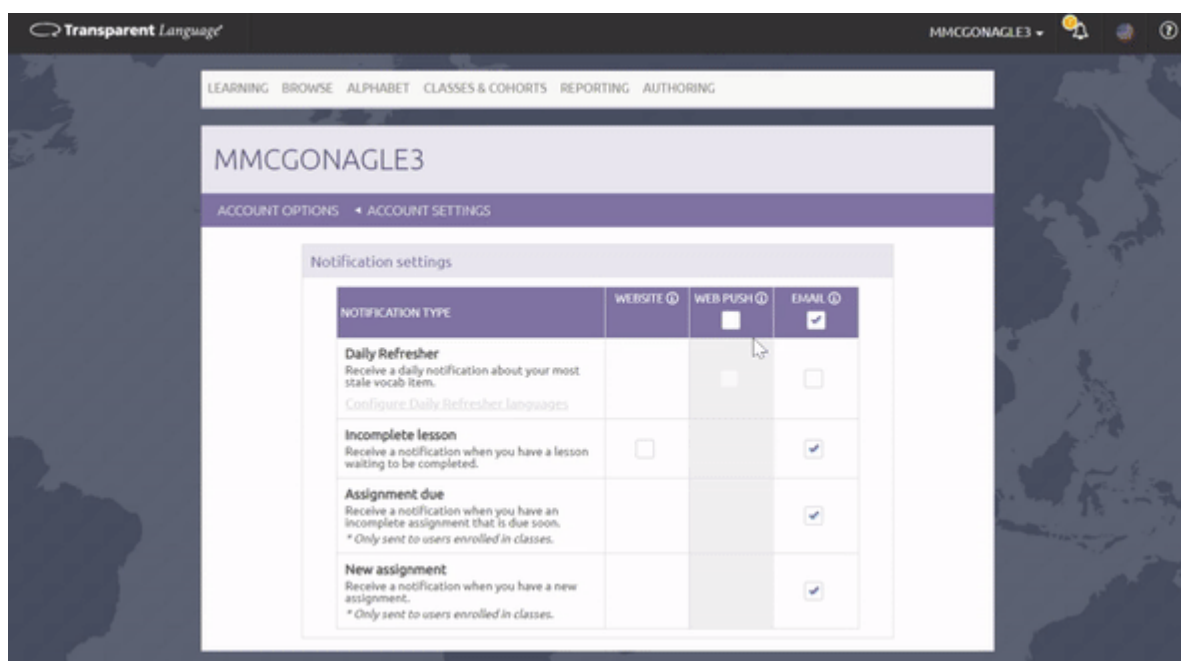 Transparent Language
MMCGONAGLE3
LEARNING BROWSE ALPHABET CLASSES & COHORTS REPORTING AUTHORING
MMCGONAGLE3
ACCOUNT OPTIONS ACCOUNT SETTINGS
Notification settings
NOTIFICATION TYPE WEBSITE WEB PUSH EMAIL
Daily Refresher
Receive a daily notification about your most
stale vocab item.
Configure Daily Refresher languages
Incomplete lesson
Receive a notification when you have a lesson
waiting to be completed.
Assignment due
Receive a notification when you have an
incomplete assignment that is due soon.
* Only sent to users enrolled in classes.
New assignment
Receive a notification when you have a new
assignment.
* Only sent to users enrolled in classes.